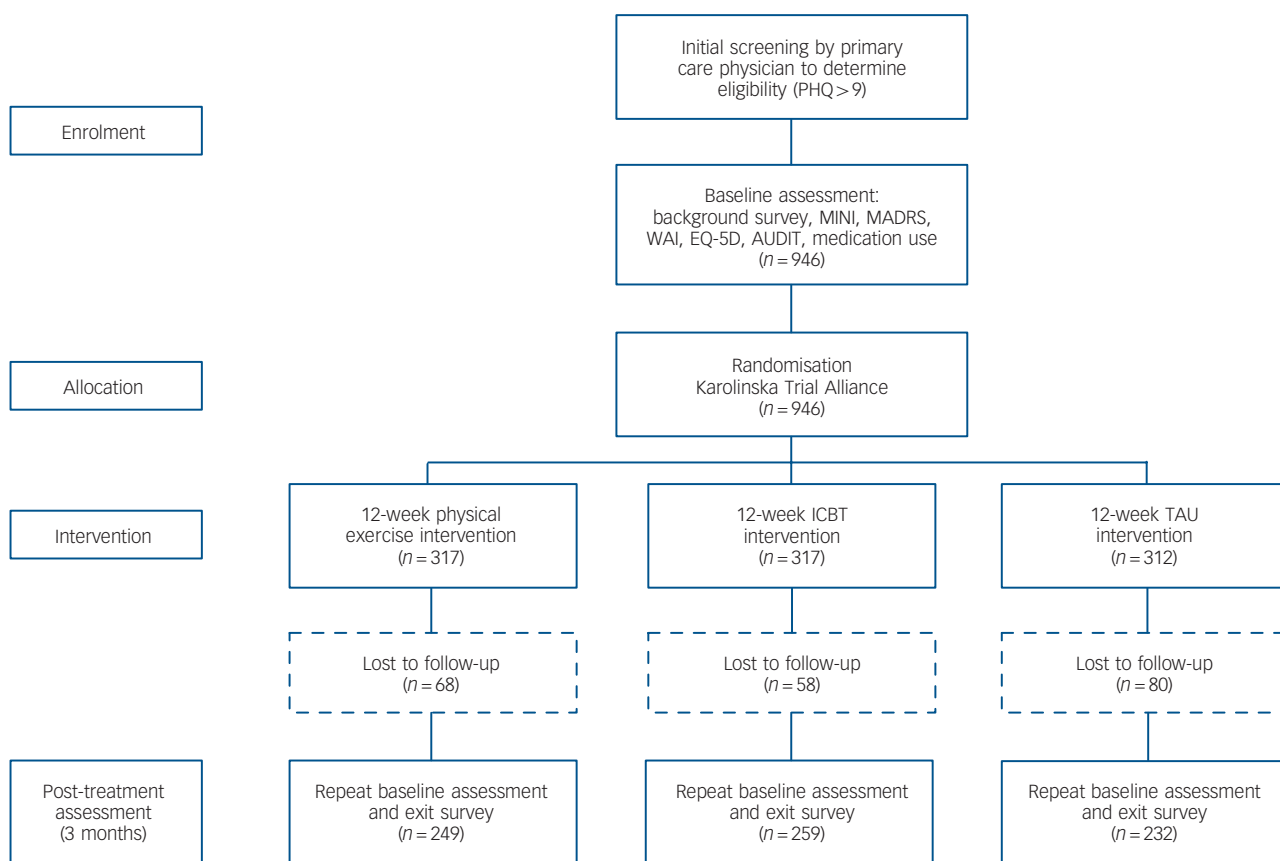 Initial screening by primary
care physician to determine
eligibility (PHQ > 9)
Enrolment
Baseline assessment:
background survey, MINI, MADRS,
WAI, EQ-5D, AUDIT, medication use
(n = 946)
Allocation
Randomisation
Karolinska Trial Alliance
(n = 946)
Intervention
12-week physical
exercise intervention
(n = 317)
12-week ICBT
intervention
(n = 317)
12-week TAU
intervention
(n = 312)
Lost to follow-up
(n = 68)
Lost to follow-up
(n = 58)
Lost to follow-up
(n = 80)
Post-treatment
assessment
(3 months)
Repeat baseline assessment
and exit survey
(n = 249)
Repeat baseline assessment
and exit survey
(n = 259)
Repeat baseline assessment
and exit survey
(n = 232)